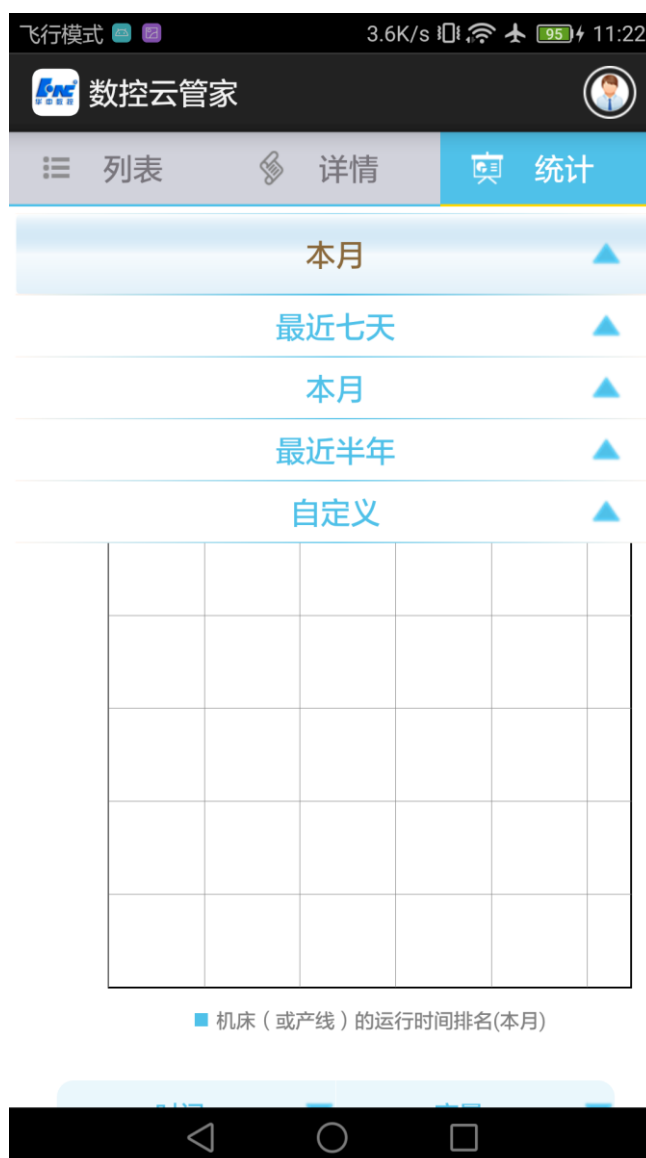 飞行模式 3.6K/s 95 11:22
数控云管家
列表 详情 统计
本月
最近七天
本月
最近半年
自定义
机床（或产线）的运行时间排名(本月)